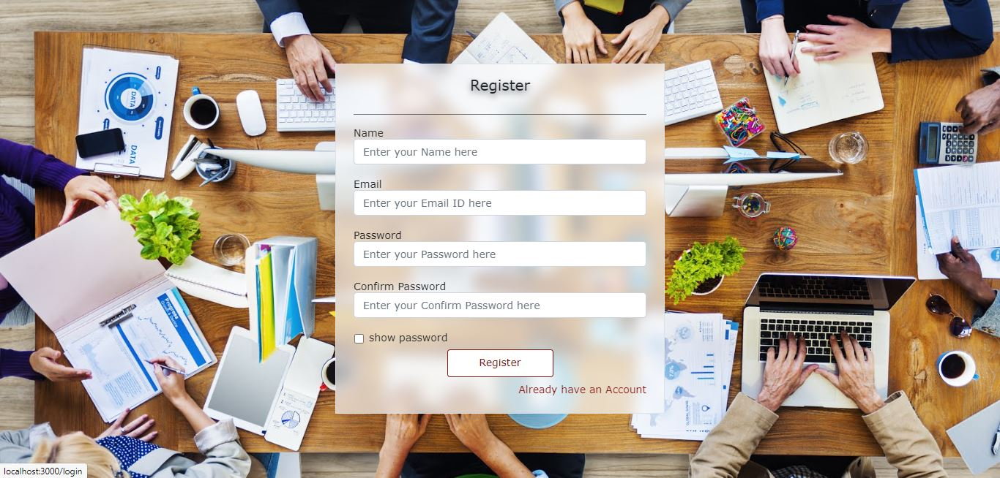 DATA
DATA
Register
Name
Enter your Name here
Email
Enter your Email ID here
Password
Enter your Password here
Confirm Password
Enter your Confirm Password here
show password
Register
Already have an Account
Progress
localhost:3000/login